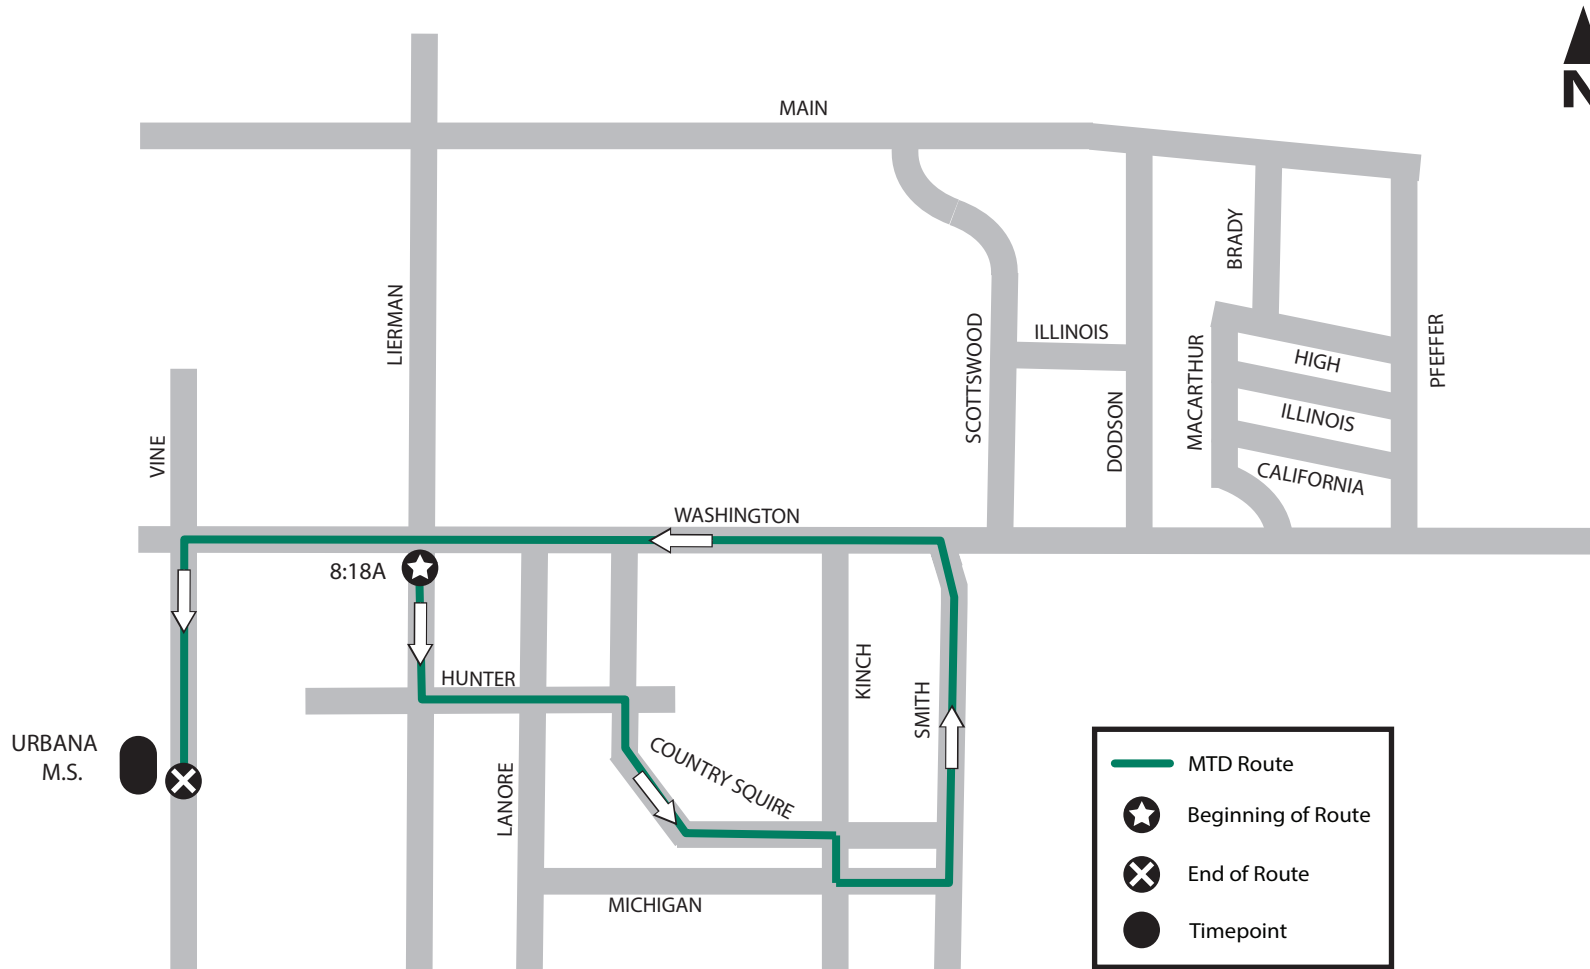 N
MAIN
BRADY
LIERMAN
SCOTTSWOOD
ILLINOIS
MACARTHUR
HIGH
PFEFFER
DODSON
ILLINOIS
VINE
CALIFORNIA
WASHINGTON
8:18A
HUNTER
KINCH
SMITH
URBANA
M.S.
COUNTRY SQUIRE
LANORE
MICHIGAN
MTD Route
Beginning of Route
End of Route
Timepoint